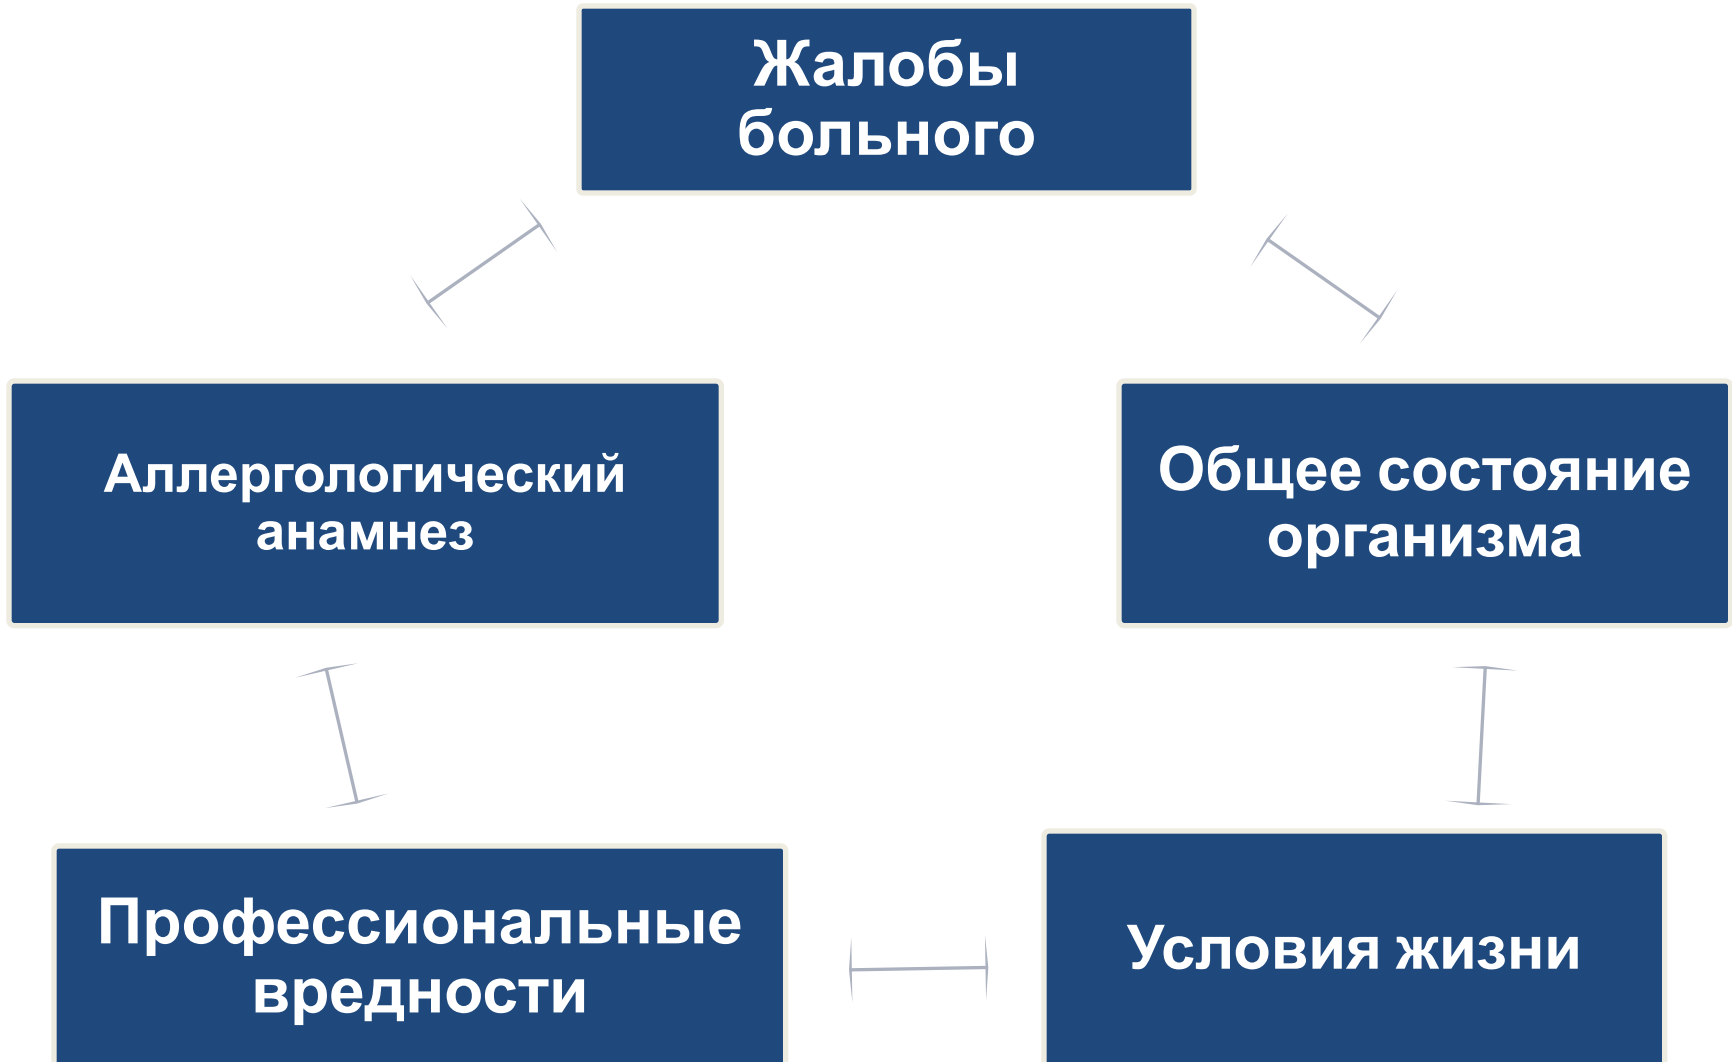 Жалобы
больного
Аллергологический
анамнез
Общее состояние
организма
Профессиональные
вредности
Условия жизни